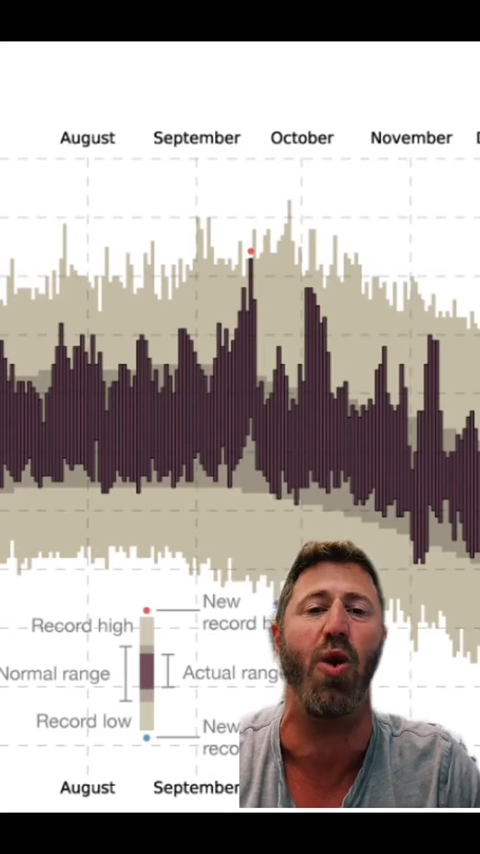 August September October November
New
Record high record h
Normal range Actual rang
Record low New
reco
August September